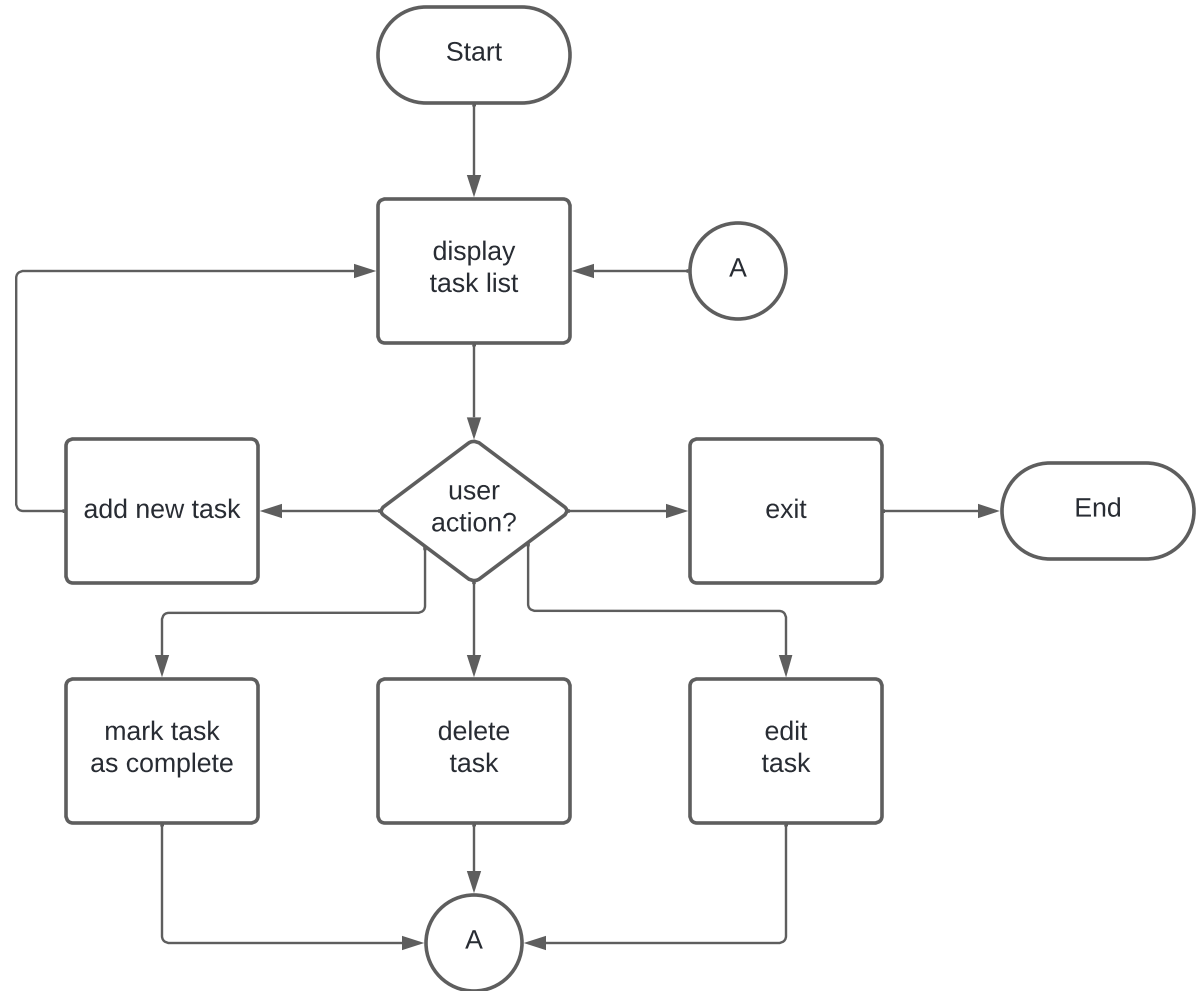 Start
display
task list
A
add new task
user
action?
exit
End
mark task
as complete
delete
task
edit
task
A